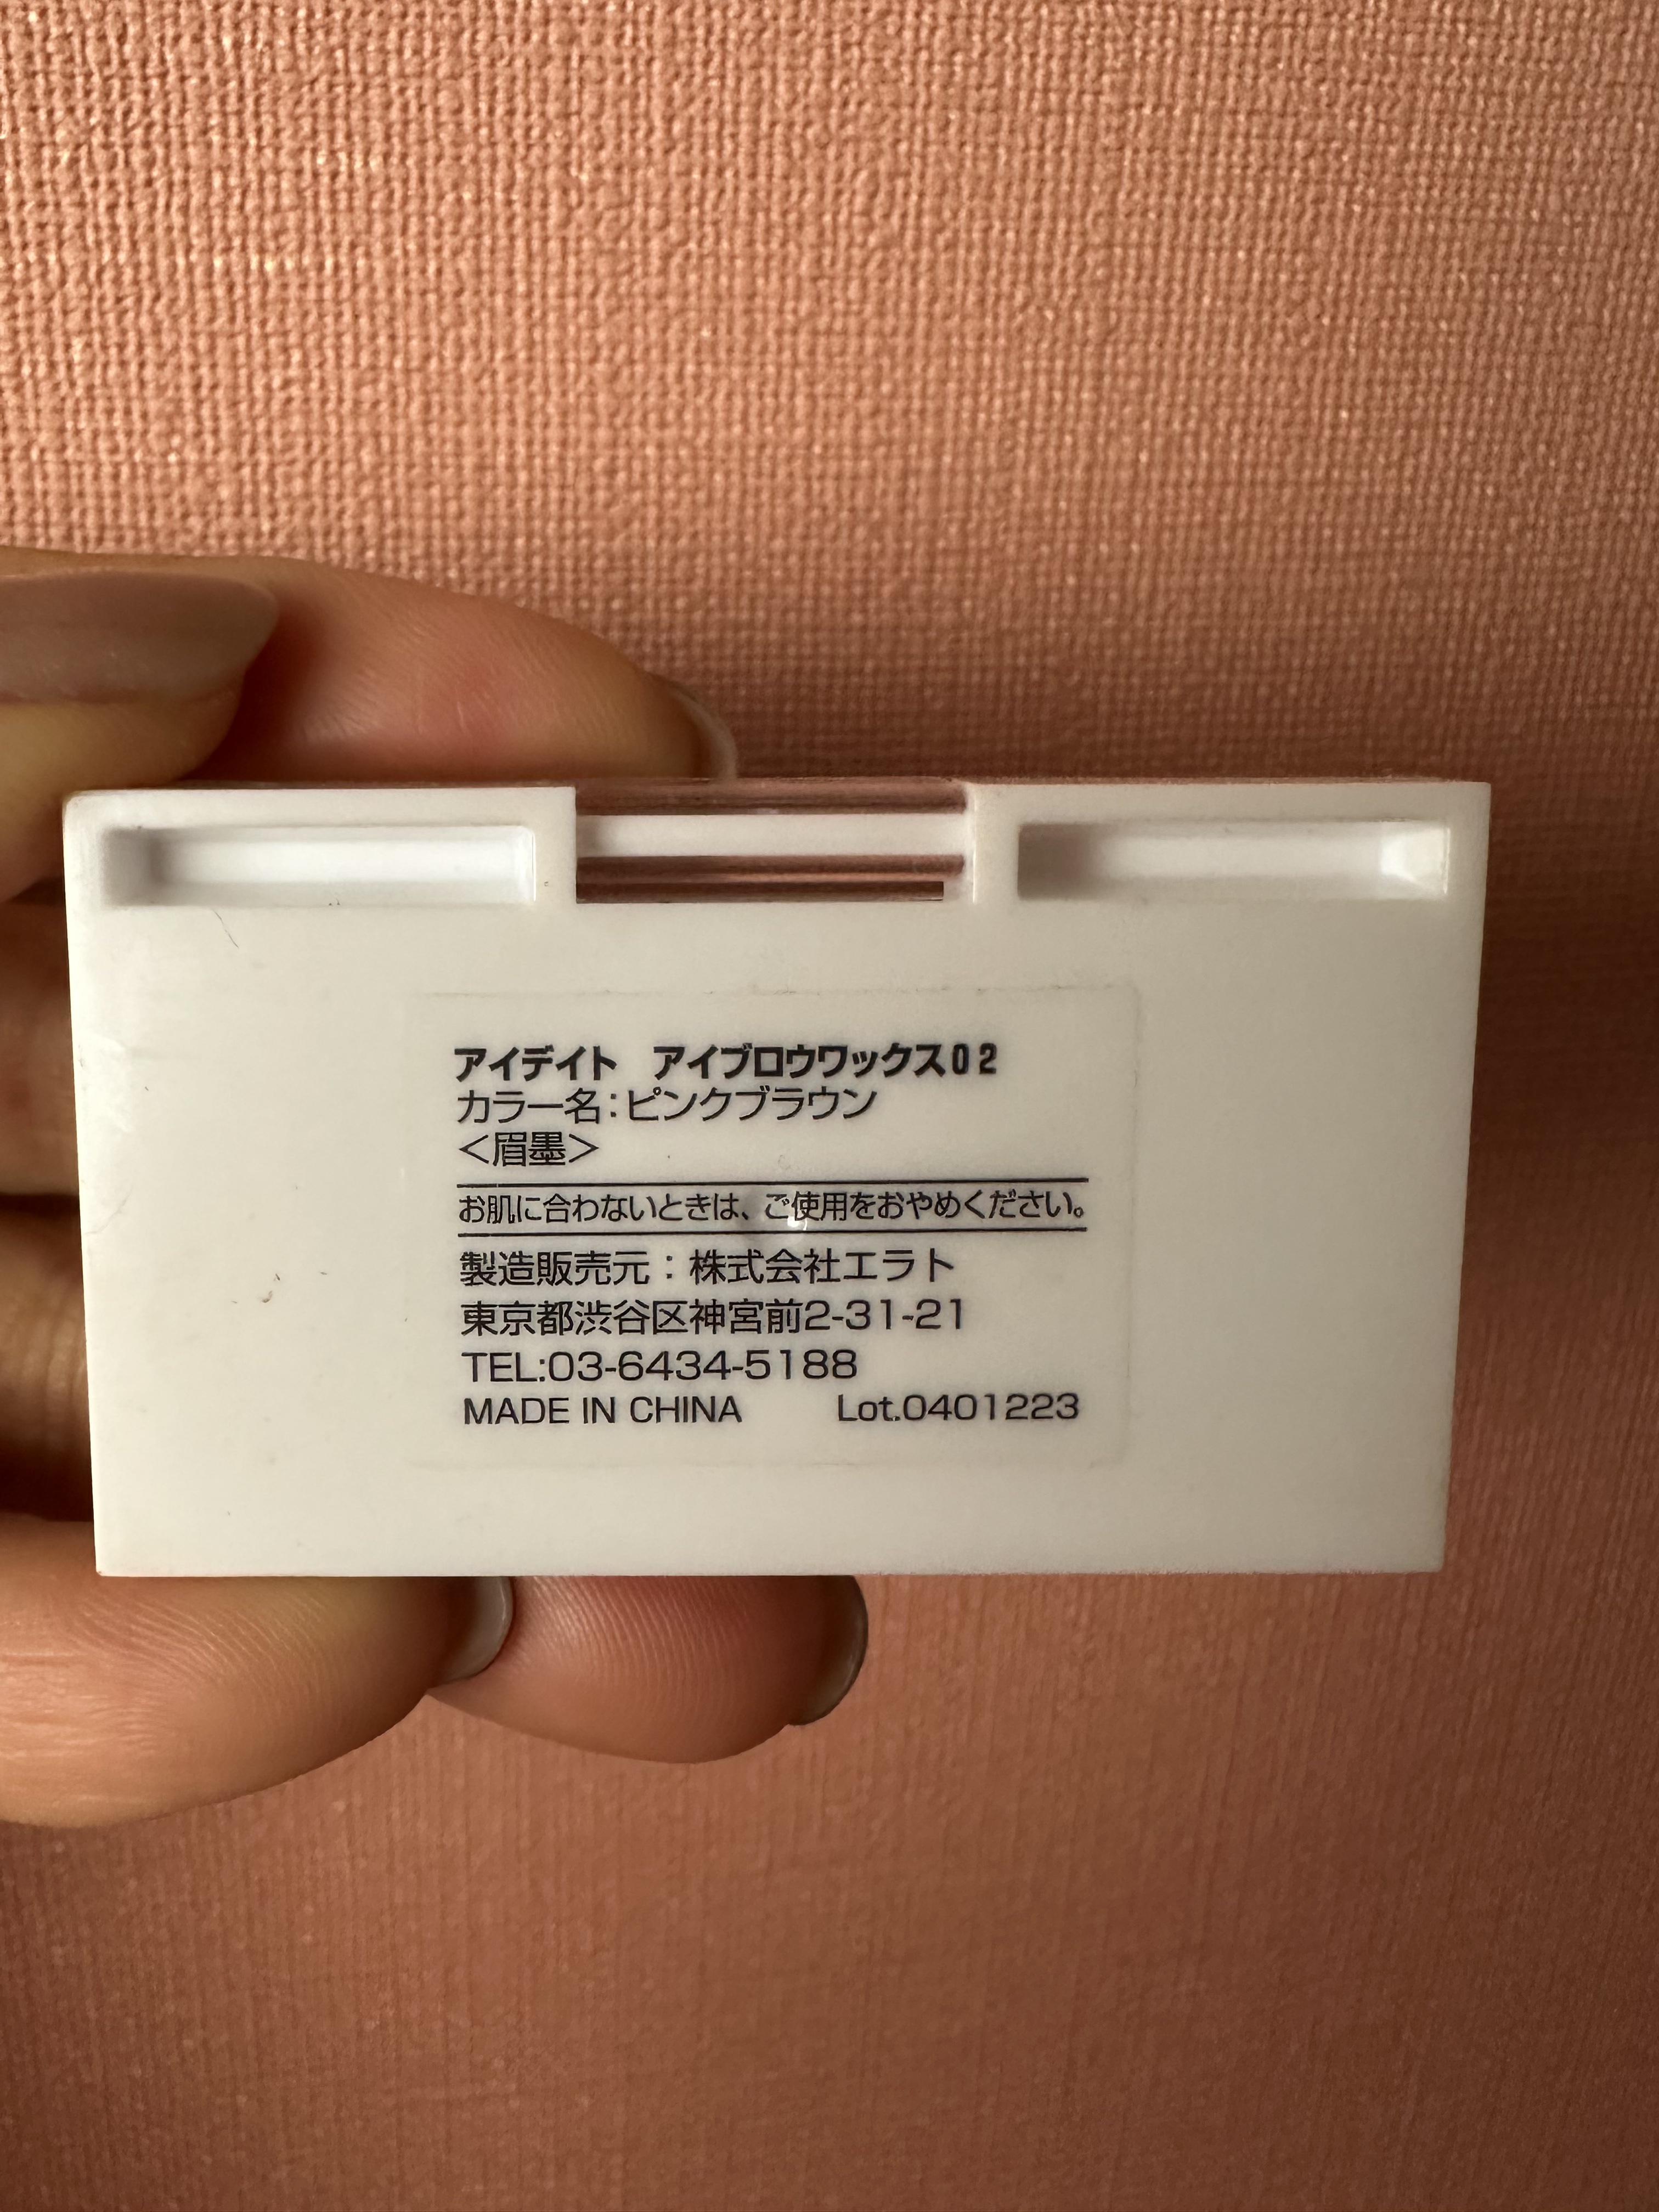 アイデイト　アイブロウワックス02
カラー名：ピンクブラウン
＜眉墨＞
お肌に合わないときは、ご使用をおやめください。
製造販売元：株式会社エラト
東京都渋谷区神宮前2-31-21
TEL:03-6434-5188
MADE IN CHINA　　Lot.0401223